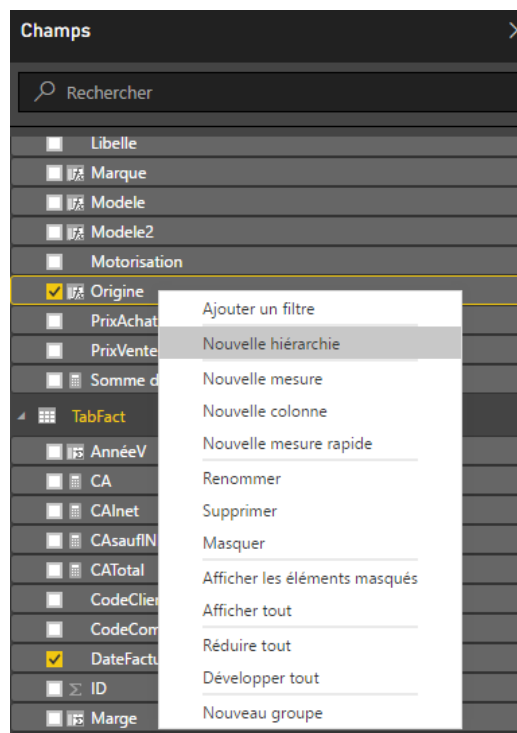 Champs
Rechercher
Libelle
Marque
Modele
Modele2
Motorisation
Origine
PrixAchat
PrixVente
Somme d
TabFact
AnnéeV
CA
CAInet
CAsaufIN
CATotal
CodeClien
CodeCom
DateFactu
ID
Marge
Ajouter un filtre
Nouvelle hiérarchie
Nouvelle mesure
Nouvelle colonne
Nouvelle mesure rapide
Renommer
Supprimer
Masquer
Afficher les éléments masqués
Afficher tout
Réduire tout
Développer tout
Nouveau groupe